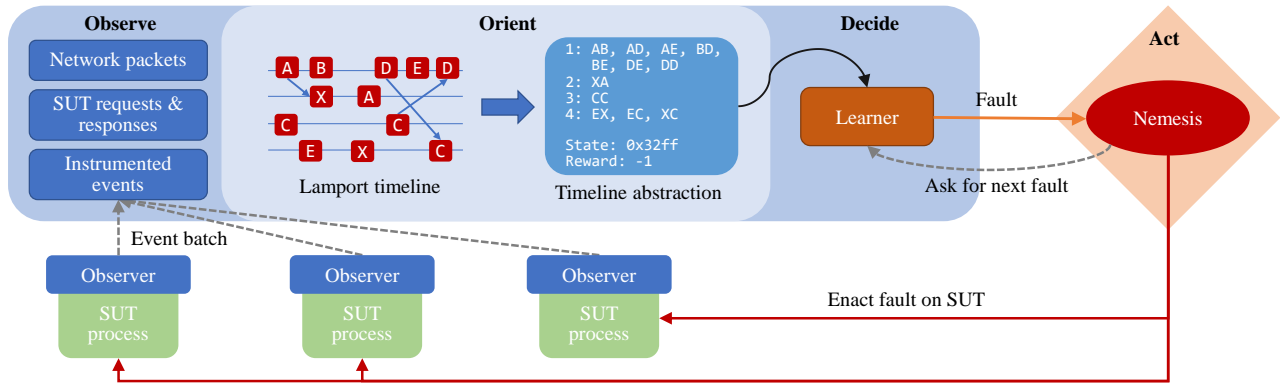 Observe
Orient
Decide
Act
Network packets
SUT requests &
responses
Instrumented
events
A B D E D
X A
C C
E X C
Lamport timeline
1: AB, AD, AE, BD,
BE, DE, DD
2: XA
3: CC
4: EX, EC, XC
State: 0x32ff
Reward: -1
Timeline abstraction
Learner
Fault
Nemesis
Ask for next fault
Event batch
Observer
SUT
process
Observer
SUT
process
Observer
SUT
process
Enact fault on SUT